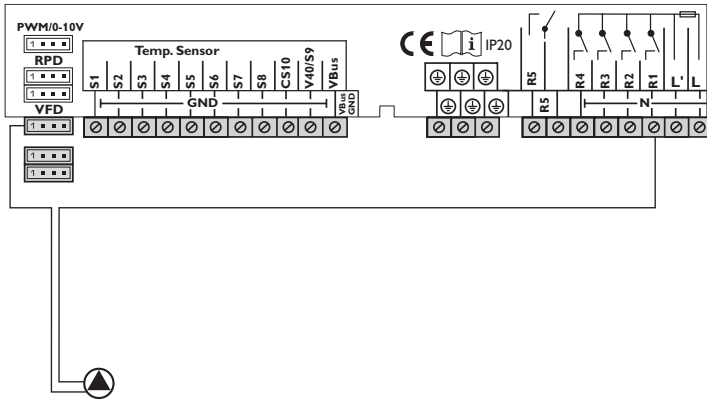 PWM/0-10V
RPD
VFD
1
1
1
1
1
1
Temp. Sensor
S1 S2 S3 S4 S5 S6 S7 S8 CS10 V40/S9 VBus
GND
VBus GND
CE i IP20
R5 R5 R4 R3 R2 R1 L' L
N